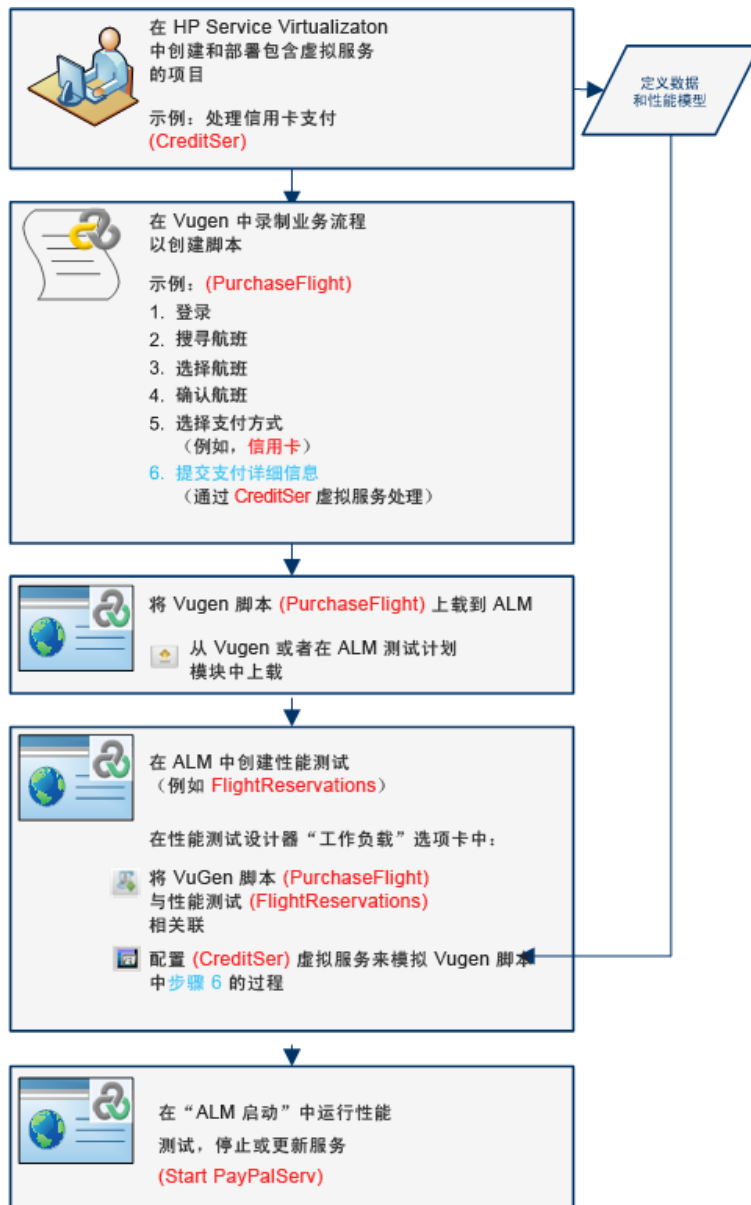 在 HP Service Virtualizaton
中创建和部署包含虚拟服务
的项目
示例：处理信用卡支付
(CreditSer)
定义数据
和性能模型
在 Vugen 中录制业务流程
以创建脚本
示例：(PurchaseFlight)
1. 登录
2. 搜寻航班
3. 选择航班
4. 确认航班
5. 选择支付方式
（例如，信用卡）
6. 提交支付详细信息
（通过 CreditSer 虚拟服务处理）
将 Vugen 脚本 (PurchaseFlight) 上载到 ALM
从 Vugen 或者在 ALM 测试计划
模块中上载
在 ALM 中创建性能测试
（例如 FlightReservations）
在性能测试设计器“工作负载”选项卡中：
将 VuGen 脚本 (PurchaseFlight)
与性能测试 (FlightReservations)
相关联
配置 (CreditSer) 虚拟服务来模拟 Vugen 脚本
中步骤 6 的过程
在“ALM 启动”中运行性能
测试，停止或更新服务
(Start PayPalServ)